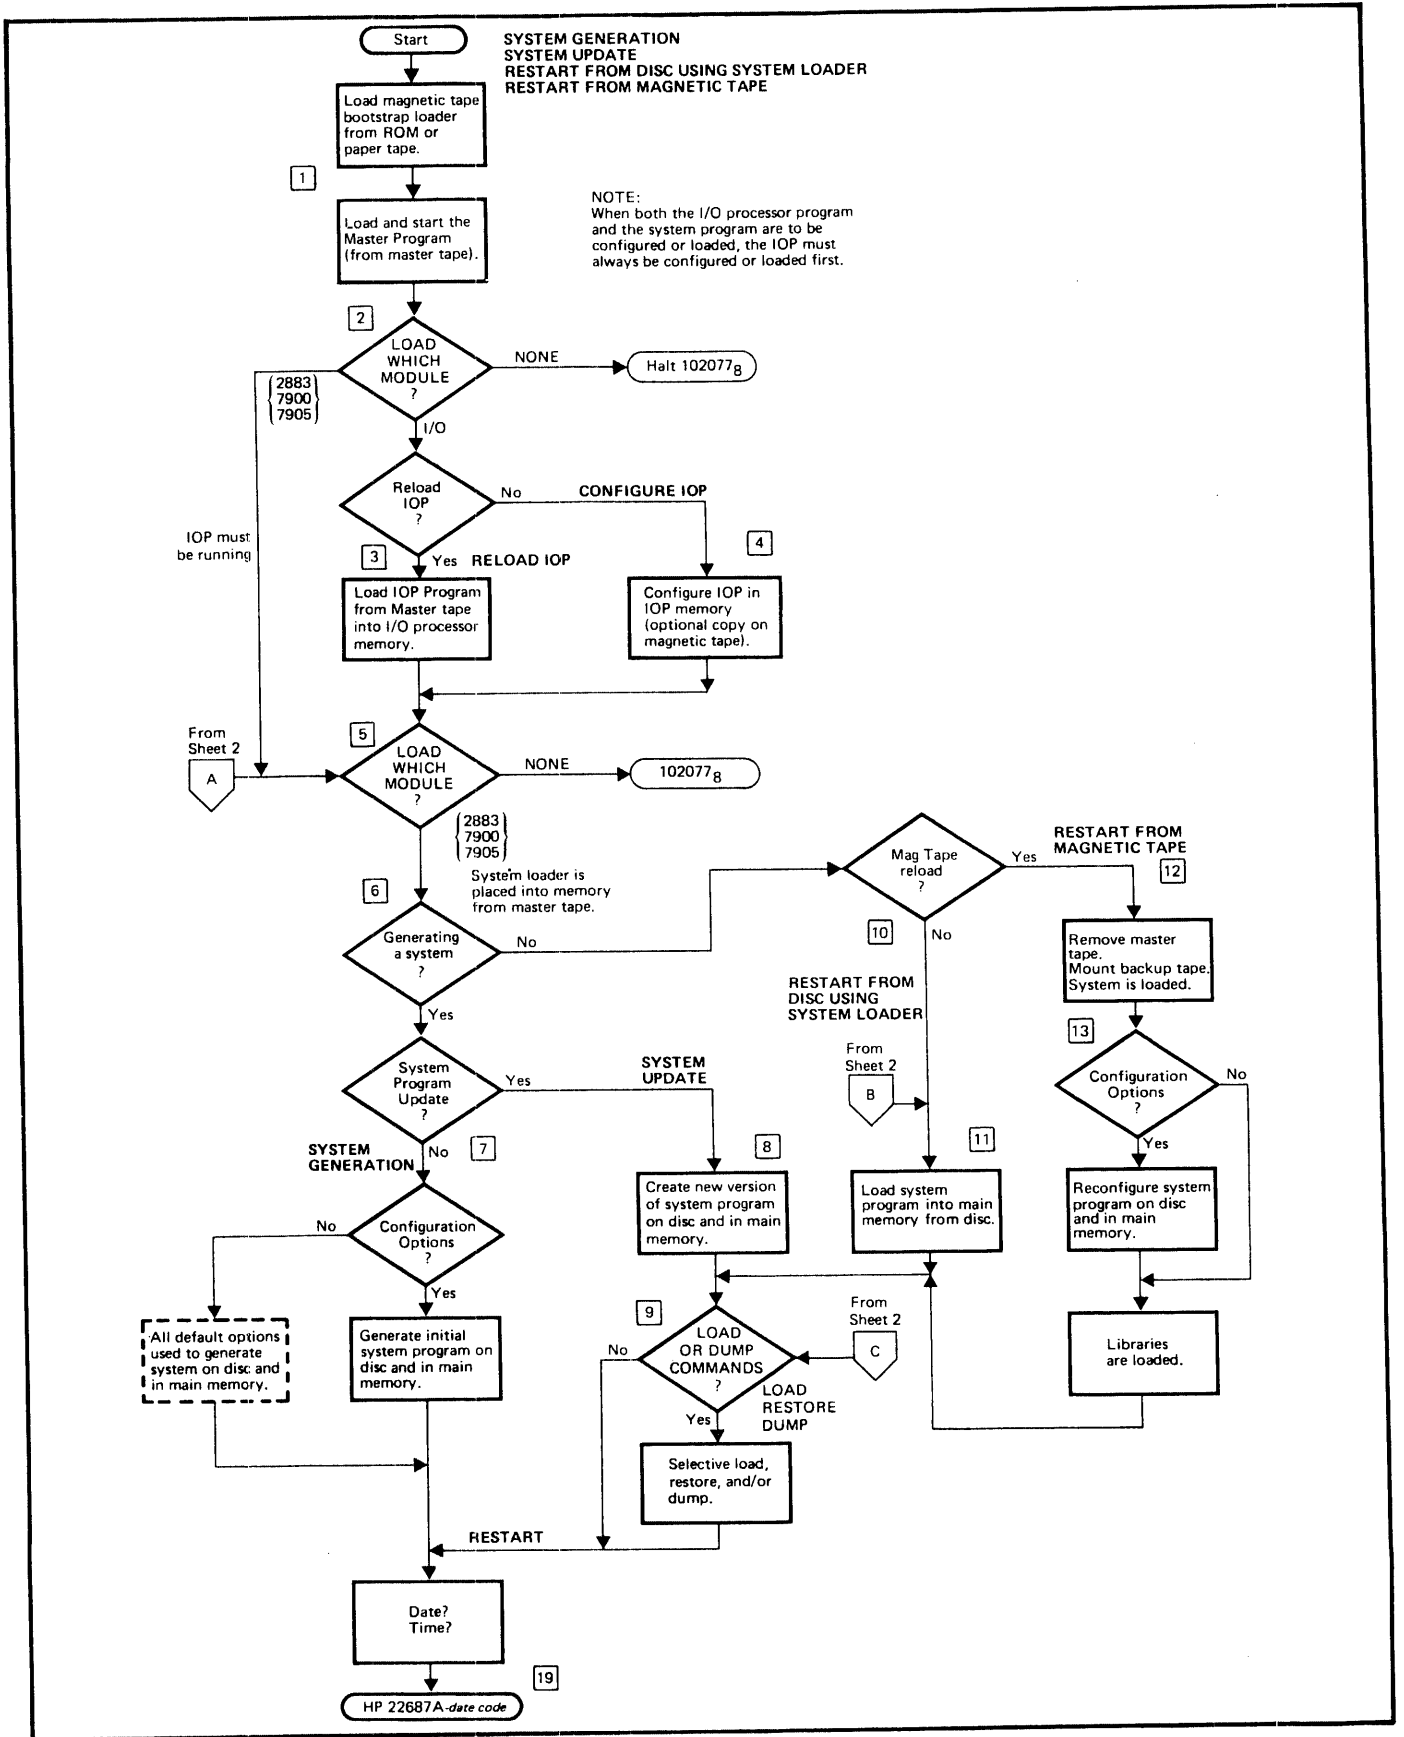 Start
SYSTEM GENERATION
SYSTEM UPDATE
RESTART FROM DISC USING SYSTEM LOADER
RESTART FROM MAGNETIC TAPE
Load magnetic tape
bootstrap loader
from ROM or
paper tape.
1
Load and start the
Master Program
(from master tape).
NOTE:
When both the I/O processor program
and the system program are to be
configured or loaded, the IOP must
always be configured or loaded first.
2
LOAD
WHICH
MODULE
?
NONE
Halt 102077₈
2883
7900
7905
I/O
Reload
IOP
?
No
CONFIGURE IOP
IOP must
be running
3
Yes
RELOAD IOP
4
Load IOP Program
from Master tape
into I/O processor
memory.
Configure IOP in
IOP memory
(optional copy on
magnetic tape).
From
Sheet 2
A
5
LOAD
WHICH
MODULE
?
NONE
102077₈
2883
7900
7905
System loader is
placed into memory
from master tape.
6
Generating
a system
?
No
Yes
Mag Tape
reload
?
Yes
RESTART FROM
MAGNETIC TAPE
12
10
No
RESTART FROM
DISC USING
SYSTEM LOADER
Remove master
tape.
Mount backup tape.
System is loaded.
13
System
Program
Update
?
Yes
SYSTEM
UPDATE
From
Sheet 2
B
Configuration
Options
?
No
Yes
SYSTEM
GENERATION
No
7
8
11
Create new version
of system program
on disc and in main
memory.
Load system
program into main
memory from disc.
Reconfigure system
program on disc
and in main
memory.
No
Configuration
Options
?
Yes
All default options
used to generate
system on disc and
in main memory.
Generate initial
system program on
disc and in main
memory.
9
No
LOAD
OR DUMP
COMMANDS
?
From
Sheet 2
C
LOAD
RESTORE
DUMP
Yes
Libraries
are loaded.
Selective load,
restore, and/or
dump.
RESTART
Date?
Time?
19
HP 22687A-date code